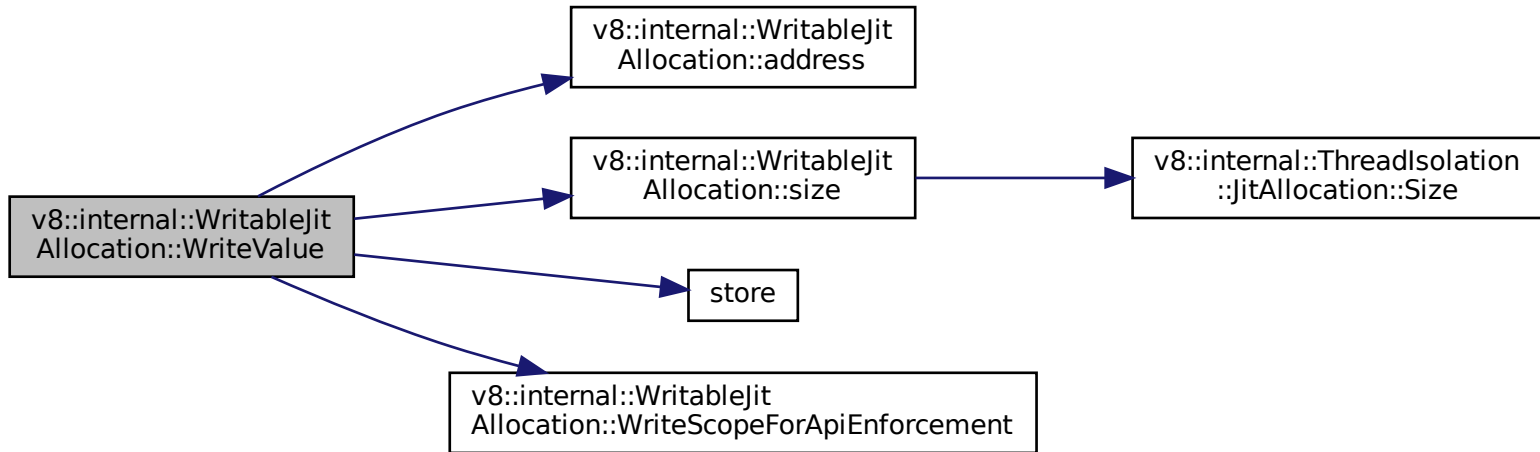 v8::internal::WritableJit
Allocation::WriteValue
v8::internal::WritableJit
Allocation::address
v8::internal::WritableJit
Allocation::size
v8::internal::ThreadIsolation
::JitAllocation::Size
store
v8::internal::WritableJit
Allocation::WriteScopeForApiEnforcement